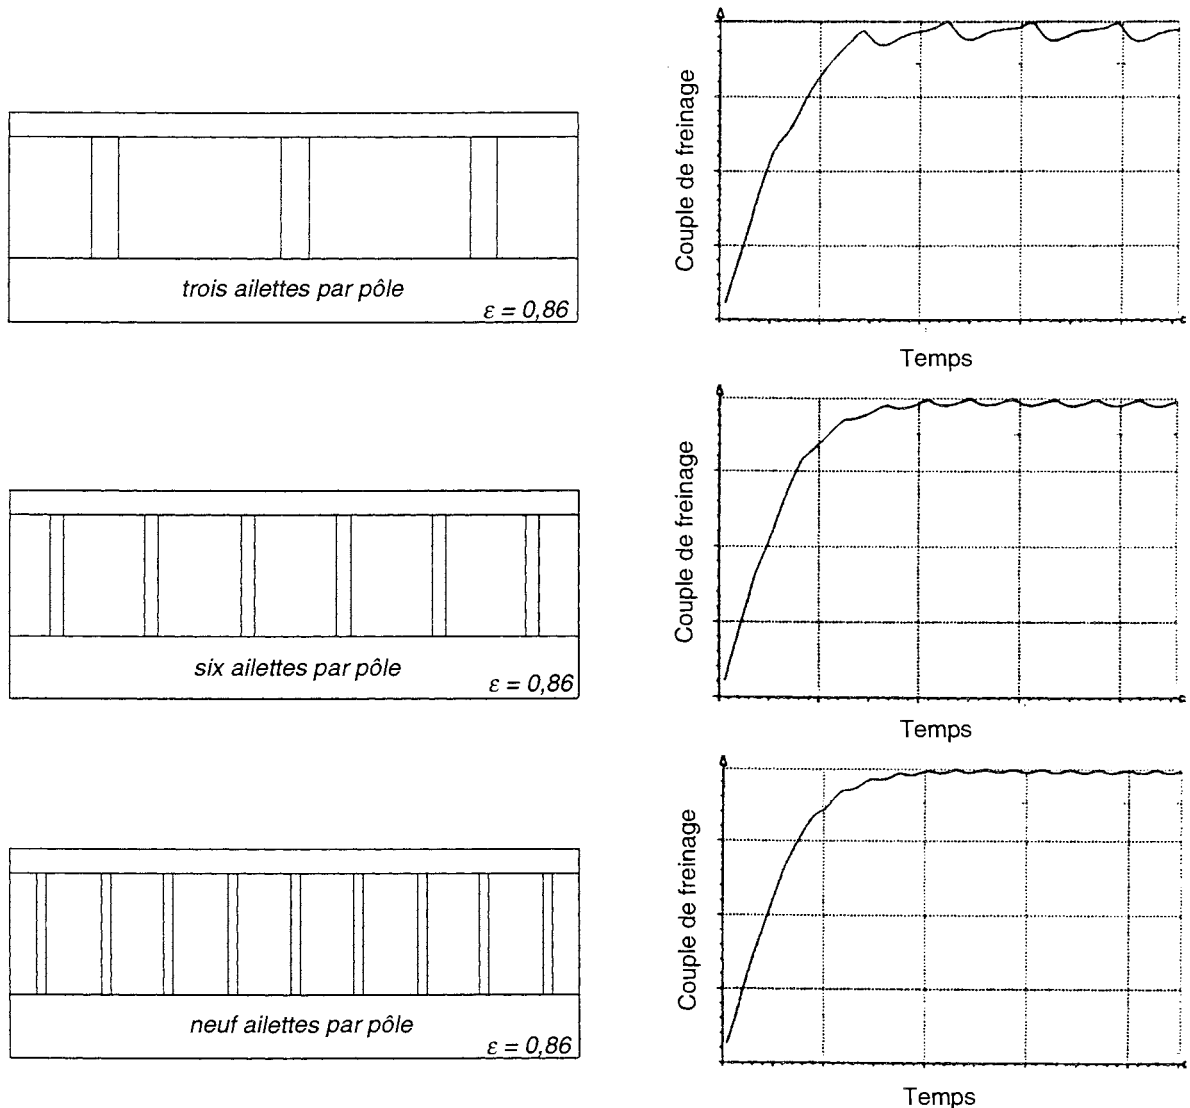 Couple de freinage
trois ailettes par pôle
ε = 0,86
Temps
Couple de freinage
six ailettes par pôle
ε = 0,86
Temps
Couple de freinage
neuf ailettes par pôle
ε = 0,86
Temps